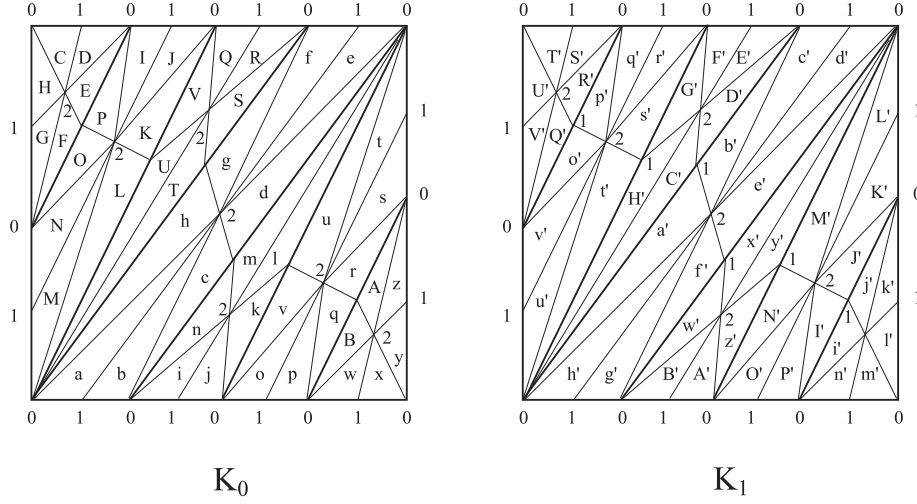 0 1 0 1 0 1 0 1 0 0 1 0 1 0 1 0 1 0
C D I J Q R f e T' S' q' r' F' E' c' d'
H E V S U' R' p' G' D'
2 2
1 1
P 1 s' L' 1
G F K 2 t V' Q' 1 2
O 2 U g o' 2 1 1 b'
L T d t' H' C' e' K'
N h 2 s 0 v' a' 2 0
0 u 0 x' y' M'
m l 2 r f' 1 1 J'
M c A z 1 u' 2 j' k'
1 k v q 1 w' N' I' 1 1
n 2 B 2 2 z' i' l'
a b i j o p w x y h' g' B' A' O' P' n' m'
0 1 0 1 0 1 0 1 0 0 1 0 1 0 1 0 1 0
K0 K1